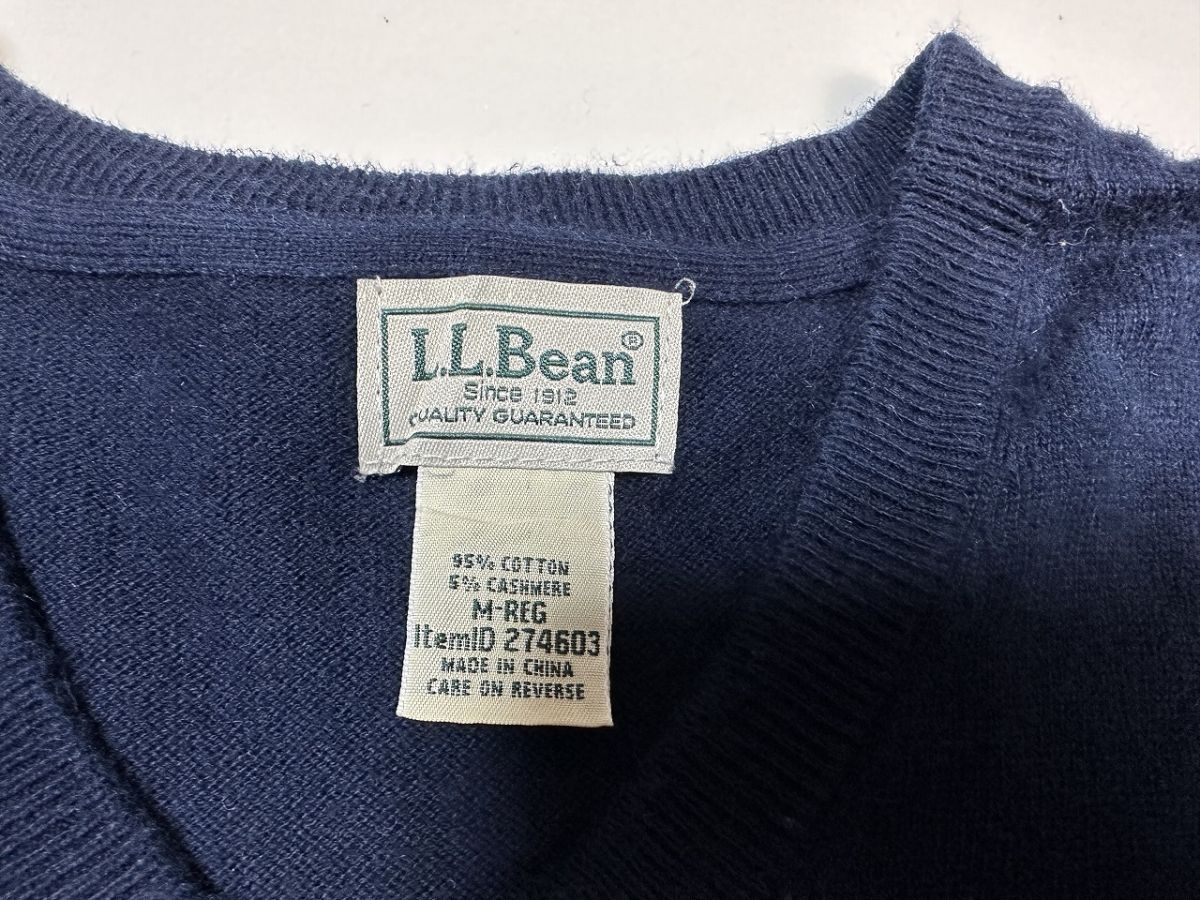 L.L.Bean®
Since 1912
QUALITY GUARANTEED
95% COTTON
5% CASHMERE
M-REG
ItemID 274603
MADE IN CHINA
CARE ON REVERSE